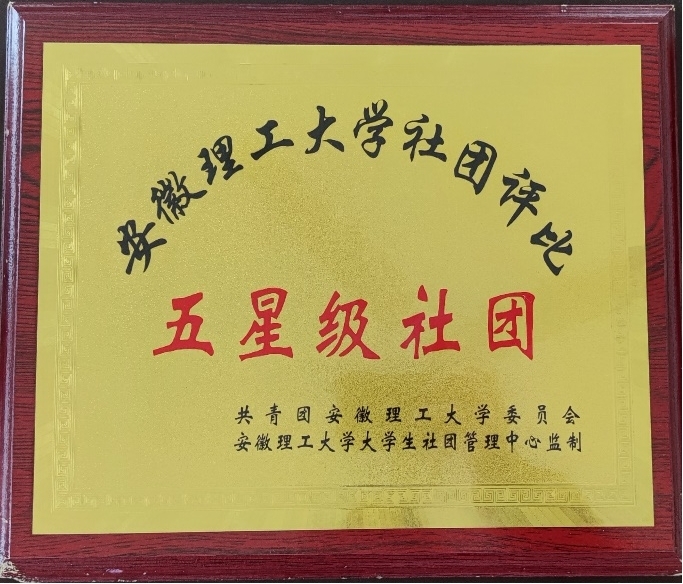 安徽理工大学社团评比
五星级社团
共青团安徽理工大学委员会
安徽理工大学大学生社团管理中心监制